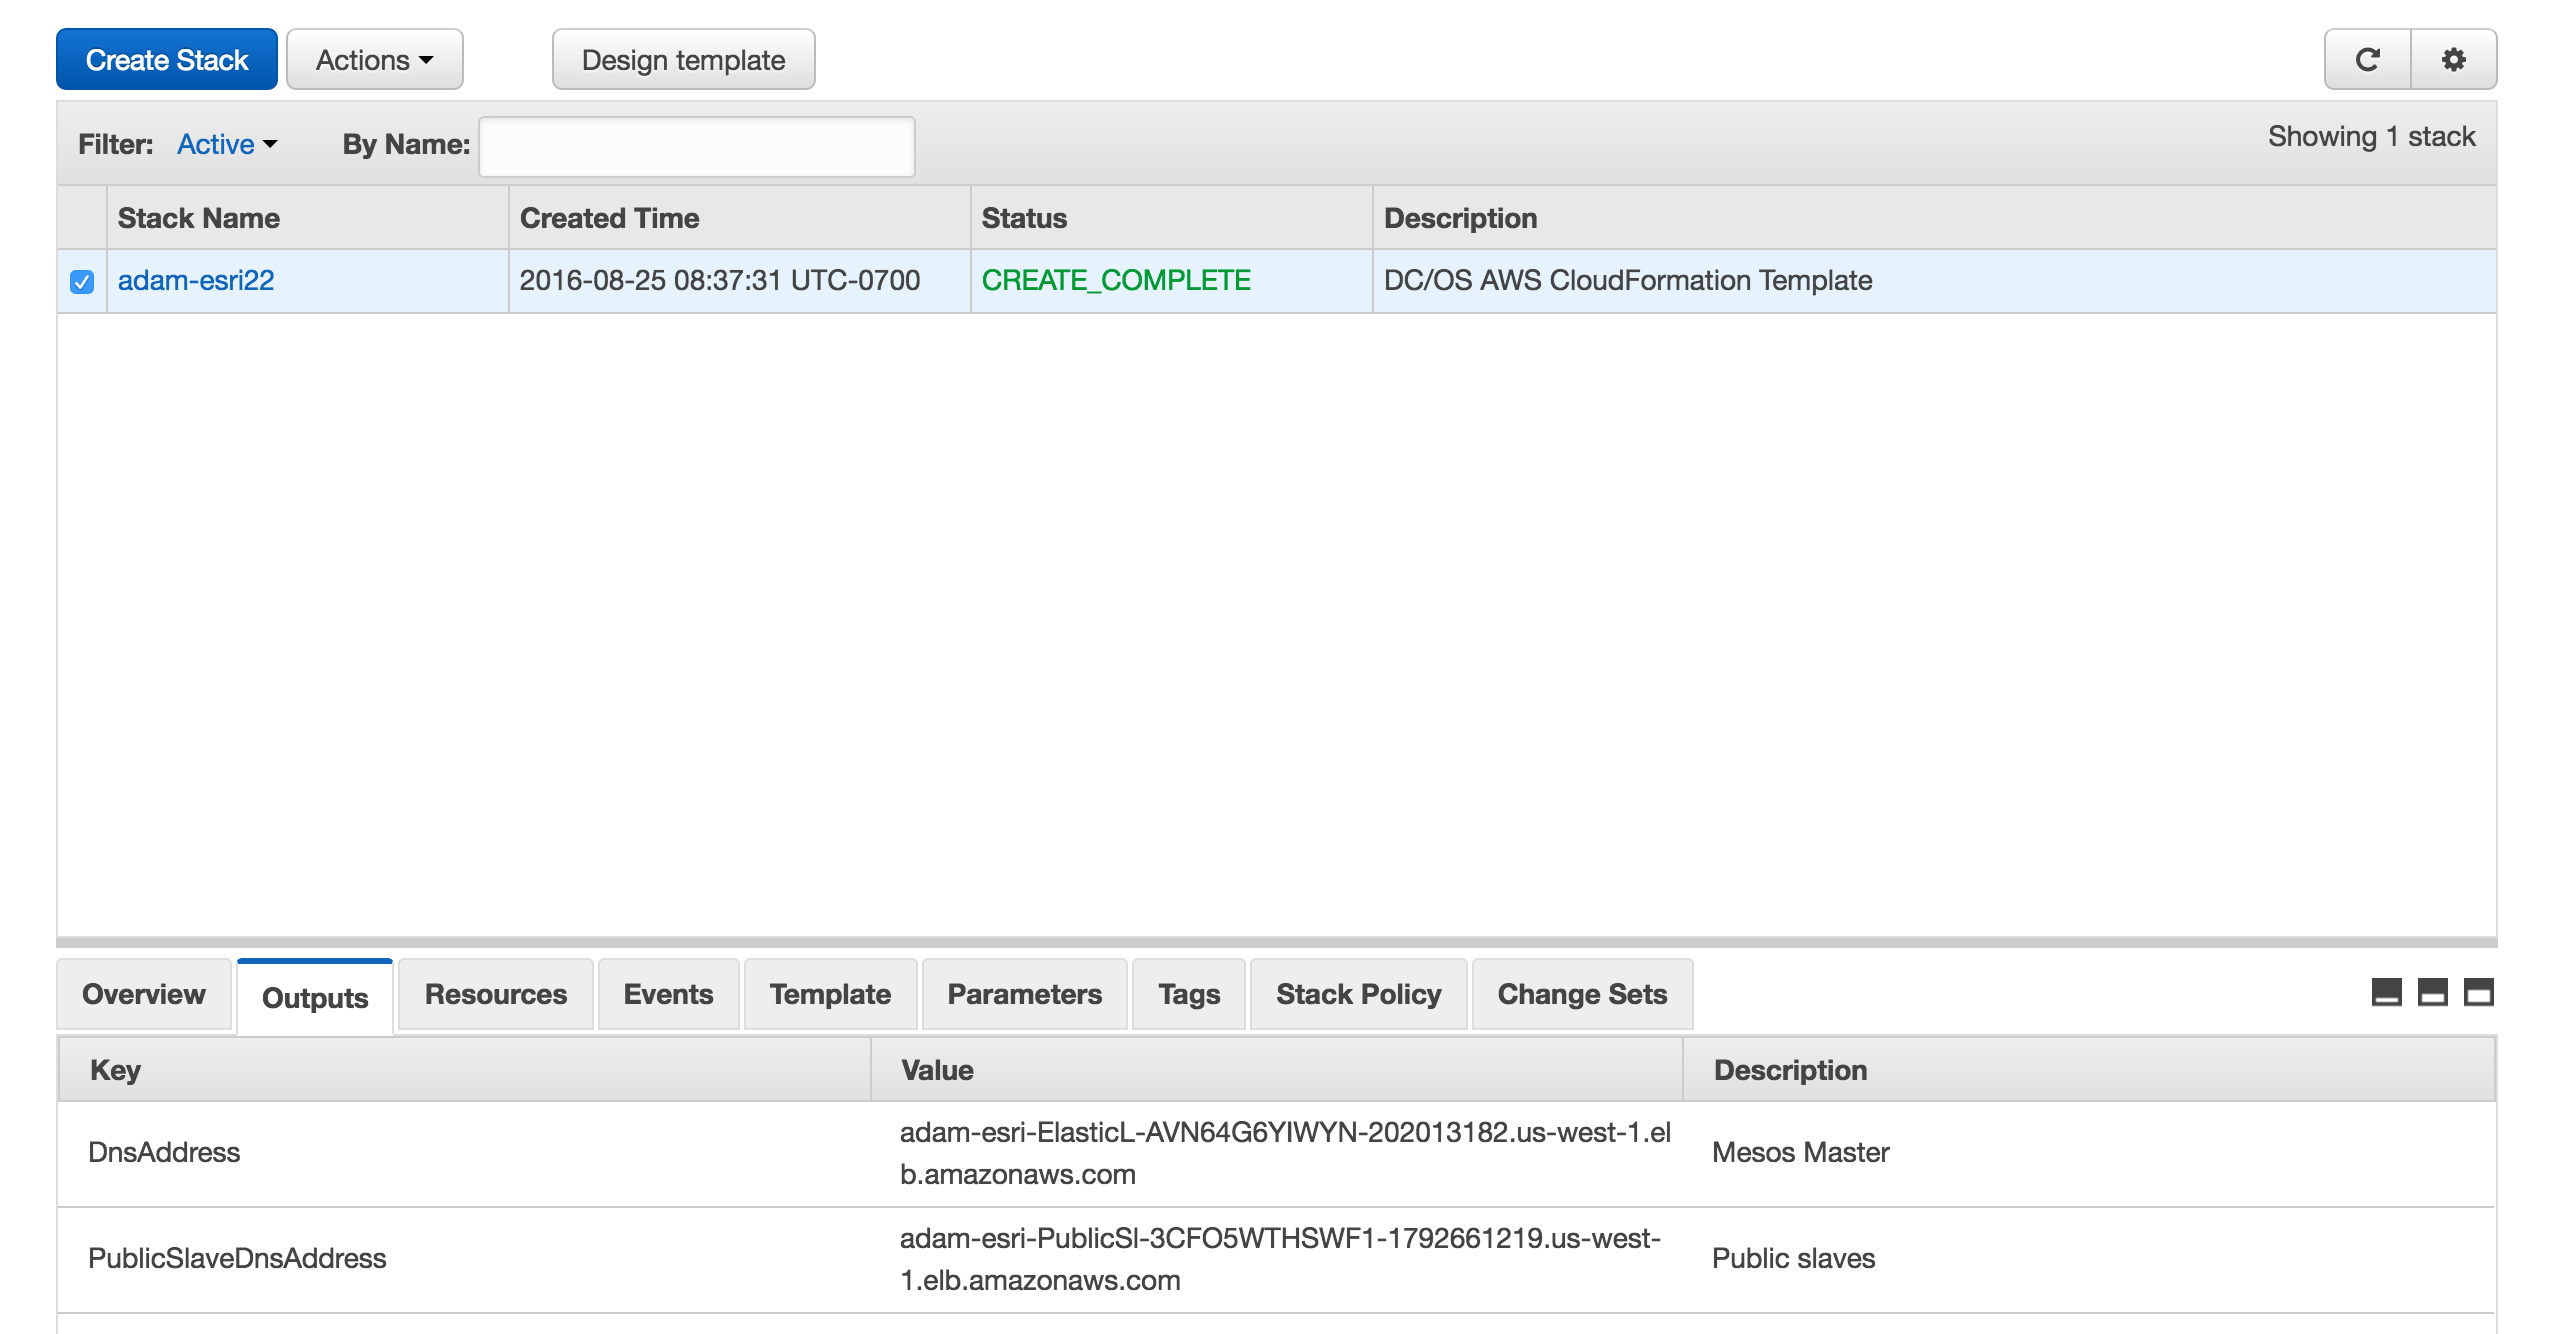 Create Stack Actions Design template
Filter: Active By Name: Showing 1 stack
Stack Name Created Time Status Description
adam-esri22 2016-08-25 08:37:31 UTC-0700 CREATE_COMPLETE DC/OS AWS CloudFormation Template
Overview Outputs Resources Events Template Parameters Tags Stack Policy Change Sets
Key Value Description
DnsAddress adam-esri-ElasticL-AVN64G6YIWYN-202013182.us-west-1.el Mesos Master
b.amazonaws.com
PublicSlaveDnsAddress adam-esri-PublicSl-3CFO5WTHSWF1-1792661219.us-west- Public slaves
1.elb.amazonaws.com